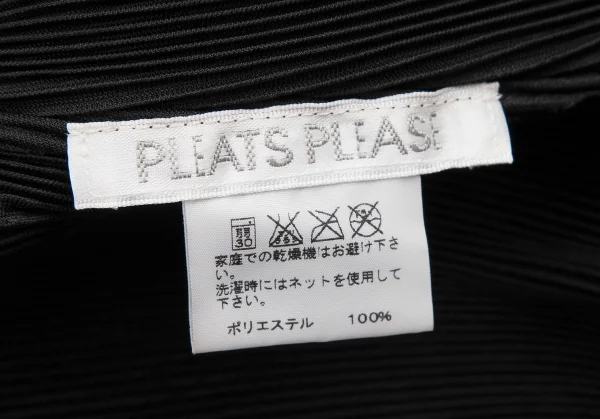 PLEATS PLEASE
弱
30
家庭での乾燥機はお避け下さ
い。
洗濯時にはネットを使用して
下さい。
ポリエステル 100%